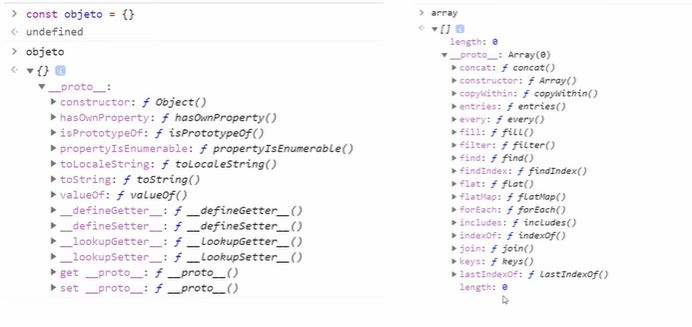 > const objeto = {}
< undefined
> objeto
< ▼{} i
▼__proto__:
▶constructor: ƒ Object()
▶hasOwnProperty: ƒ hasOwnProperty()
▶isPrototypeOf: ƒ isPrototypeOf()
▶propertyIsEnumerable: ƒ propertyIsEnumerable()
▶toLocaleString: ƒ toLocaleString()
▶toString: ƒ toString()
▶valueOf: ƒ valueOf()
▶__defineGetter__: ƒ __defineGetter__()
▶__defineSetter__: ƒ __defineSetter__()
▶__lookupGetter__: ƒ __lookupGetter__()
▶__lookupSetter__: ƒ __lookupSetter__()
▶get __proto__: ƒ __proto__()
▶set __proto__: ƒ __proto__()
> array
< ▼[] i
length: 0
▼__proto__: Array(0)
▶concat: ƒ concat()
▶constructor: ƒ Array()
▶copyWithin: ƒ copyWithin()
▶entries: ƒ entries()
▶every: ƒ every()
▶fill: ƒ fill()
▶filter: ƒ filter()
▶find: ƒ find()
▶findIndex: ƒ findIndex()
▶flat: ƒ flat()
▶flatMap: ƒ flatMap()
▶forEach: ƒ forEach()
▶includes: ƒ includes()
▶indexOf: ƒ indexOf()
▶join: ƒ join()
▶keys: ƒ keys()
▶lastIndexOf: ƒ lastIndexOf()
length: 0